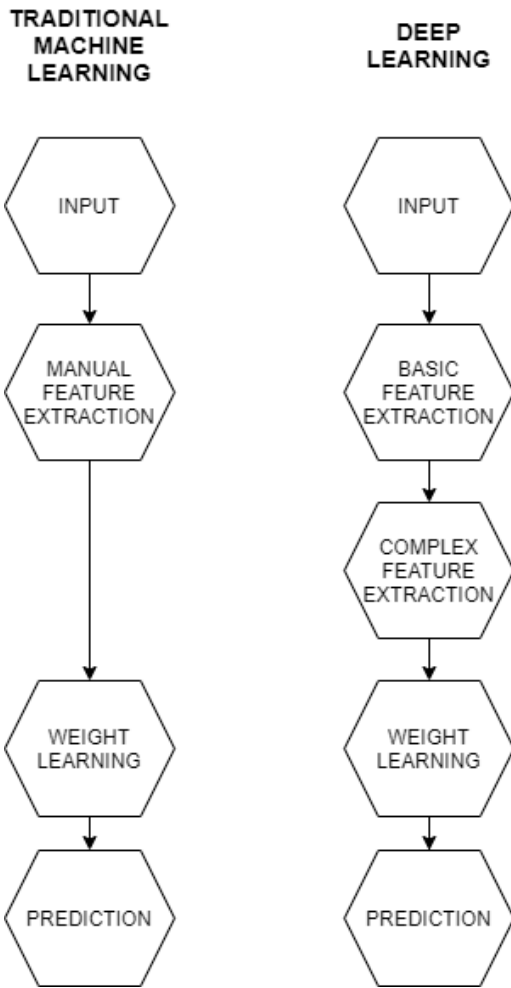 TRADITIONAL
MACHINE
LEARNING
INPUT
MANUAL
FEATURE
EXTRACTION
WEIGHT
LEARNING
PREDICTION
DEEP
LEARNING
INPUT
BASIC
FEATURE
EXTRACTION
COMPLEX
FEATURE
EXTRACTION
WEIGHT
LEARNING
PREDICTION